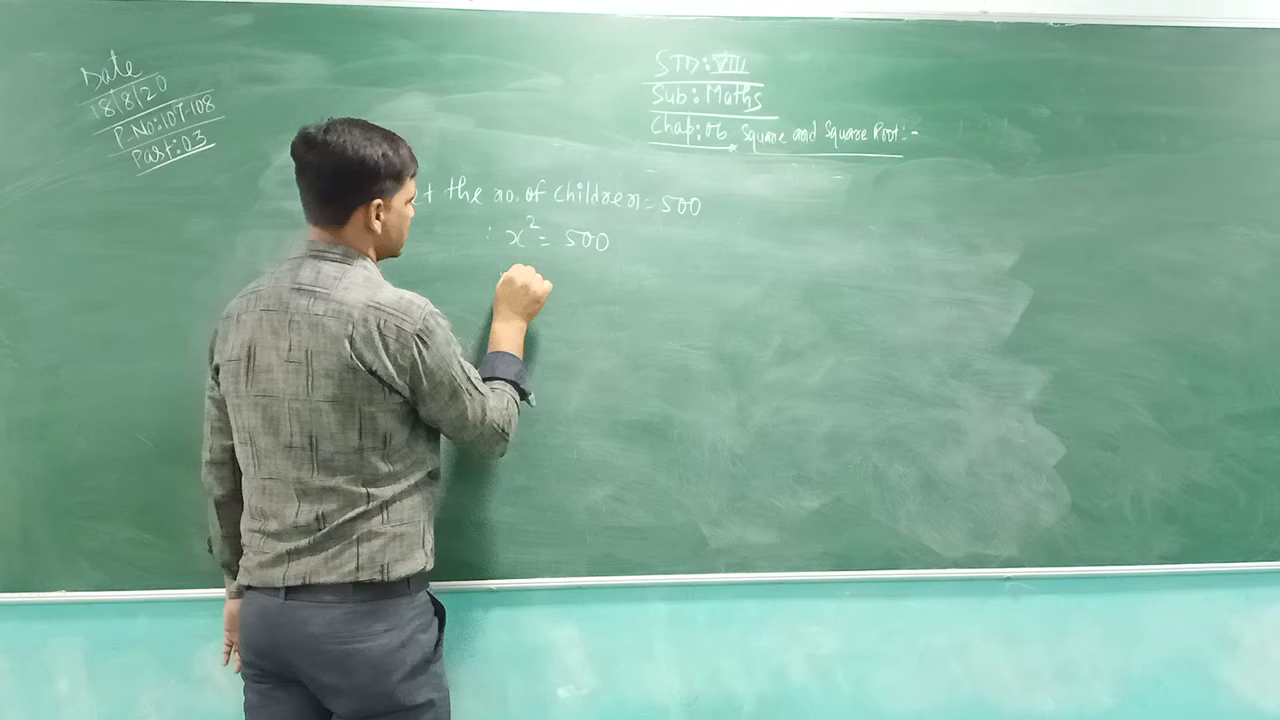 Date
18/8/20
P.No:107-108
Part:03
STD:VIII
Sub:Maths
Chap:06 Square and Square Root:-
the no. of children=500
∴ x²= 500